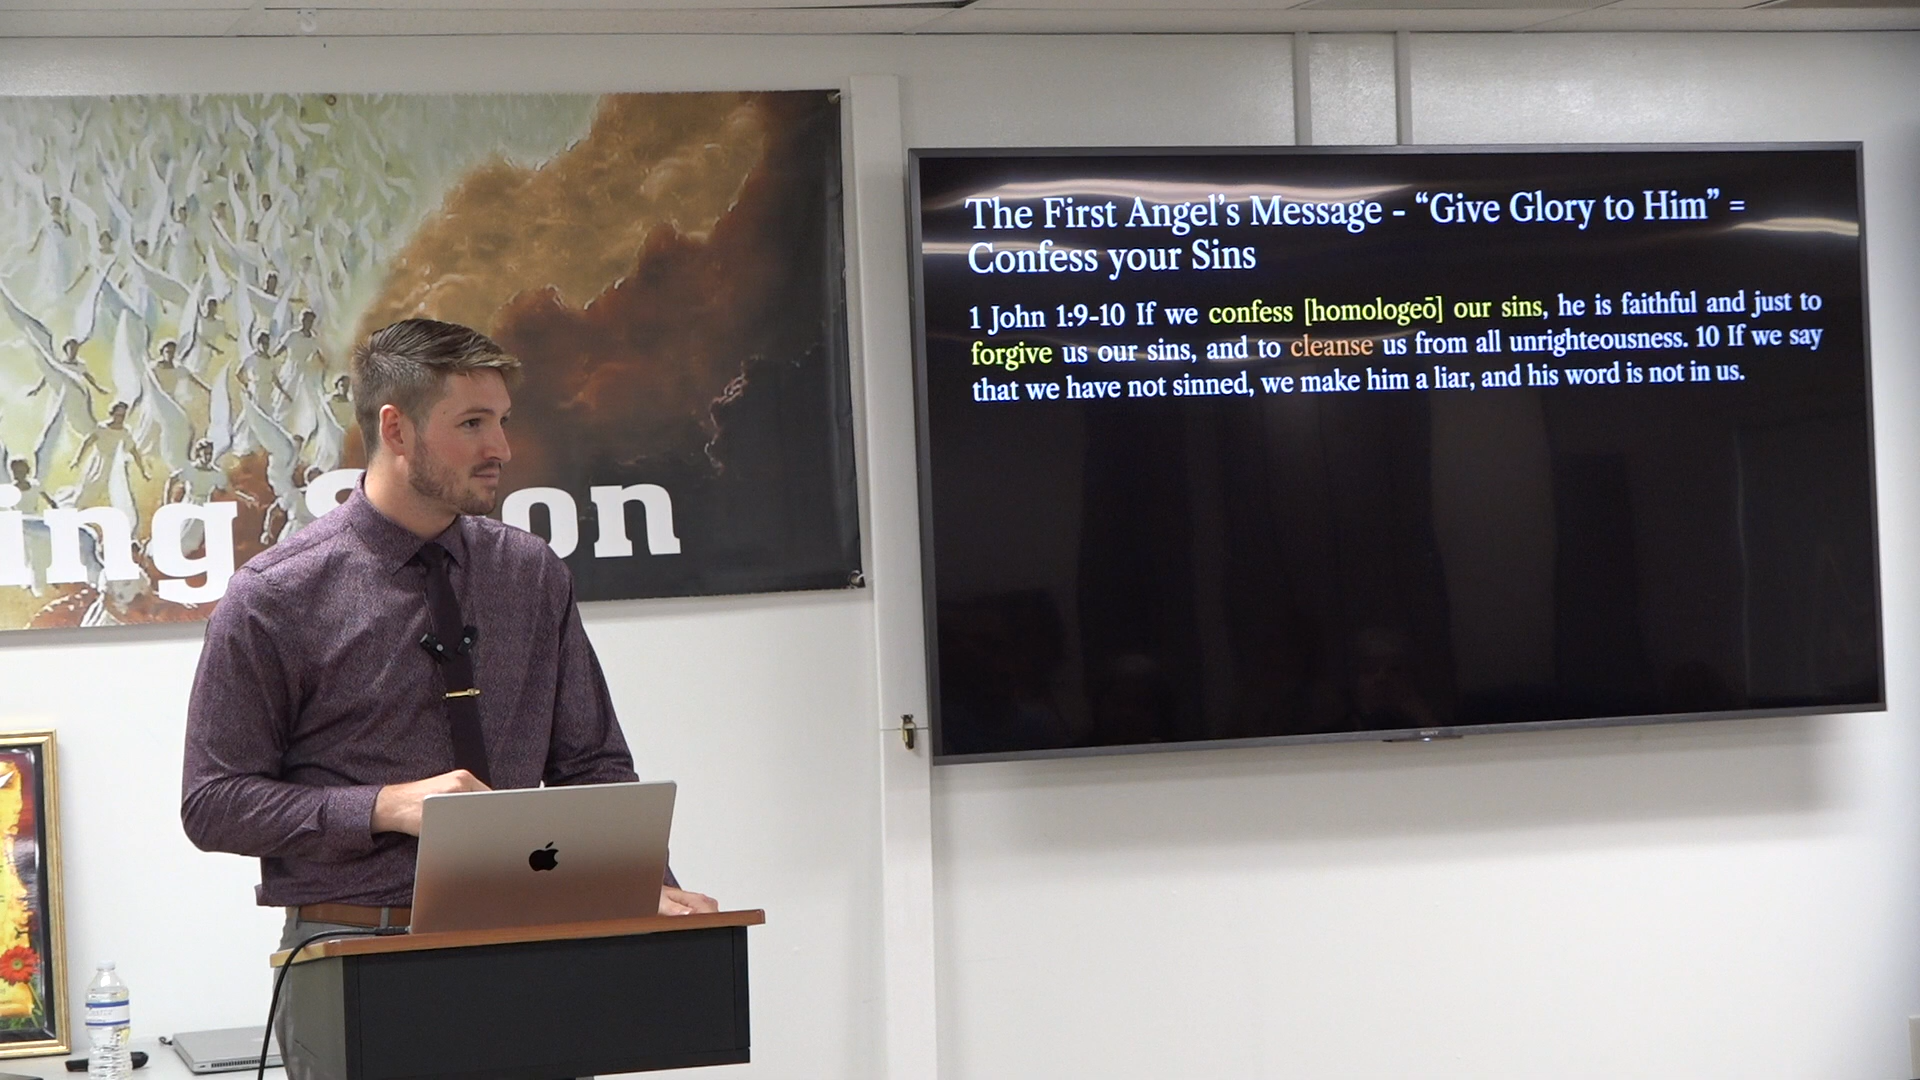 The First Angel's Message - “Give Glory to Him” =
Confess your Sins
1 John 1:9-10 If we confess [homologeō] our sins, he is faithful and just to
forgive us our sins, and to cleanse us from all unrighteousness. 10 If we say
that we have not sinned, we make him a liar, and his word is not in us.
ing S on
SONY